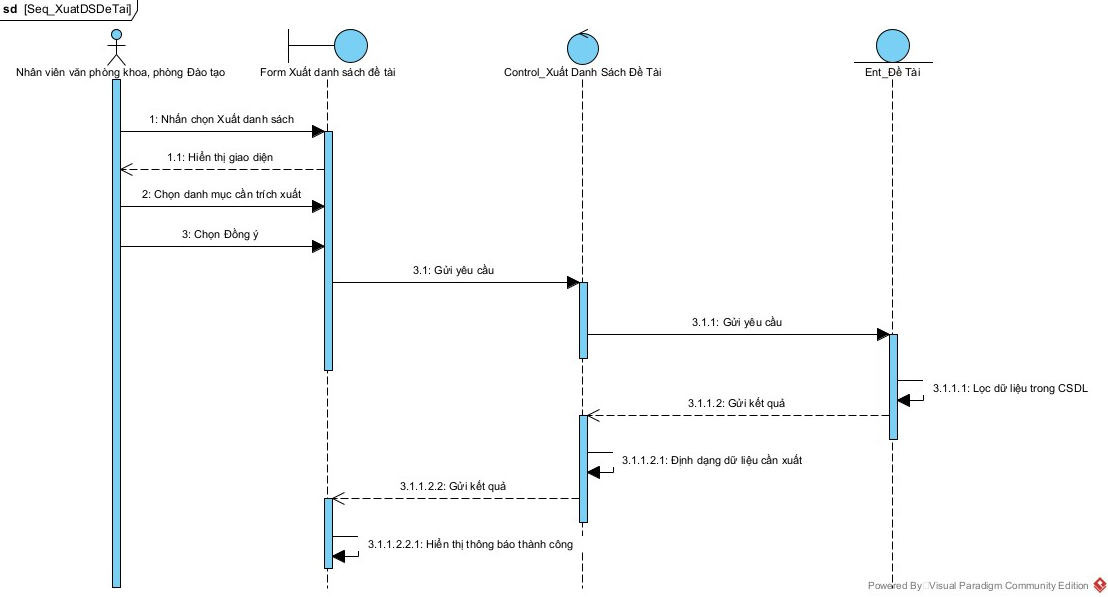 sd [Seq_XuatDSDeTai]
Nhân viên văn phòng khoa, phòng Đào tạo
Form Xuất danh sách đề tài
Control_Xuất Danh Sách Đề Tài
Ent_Đề Tài
1: Nhấn chọn Xuất danh sách
1.1: Hiển thị giao diện
2: Chọn danh mục cần trích xuất
3: Chọn Đồng ý
3.1: Gửi yêu cầu
3.1.1: Gửi yêu cầu
3.1.1.1: Lọc dữ liệu trong CSDL
3.1.1.2: Gửi kết quả
3.1.1.2.1: Định dạng dữ liệu cần xuất
3.1.1.2.2: Gửi kết quả
3.1.1.2.2.1: Hiển thị thông báo thành công
Powered By Visual Paradigm Community Edition